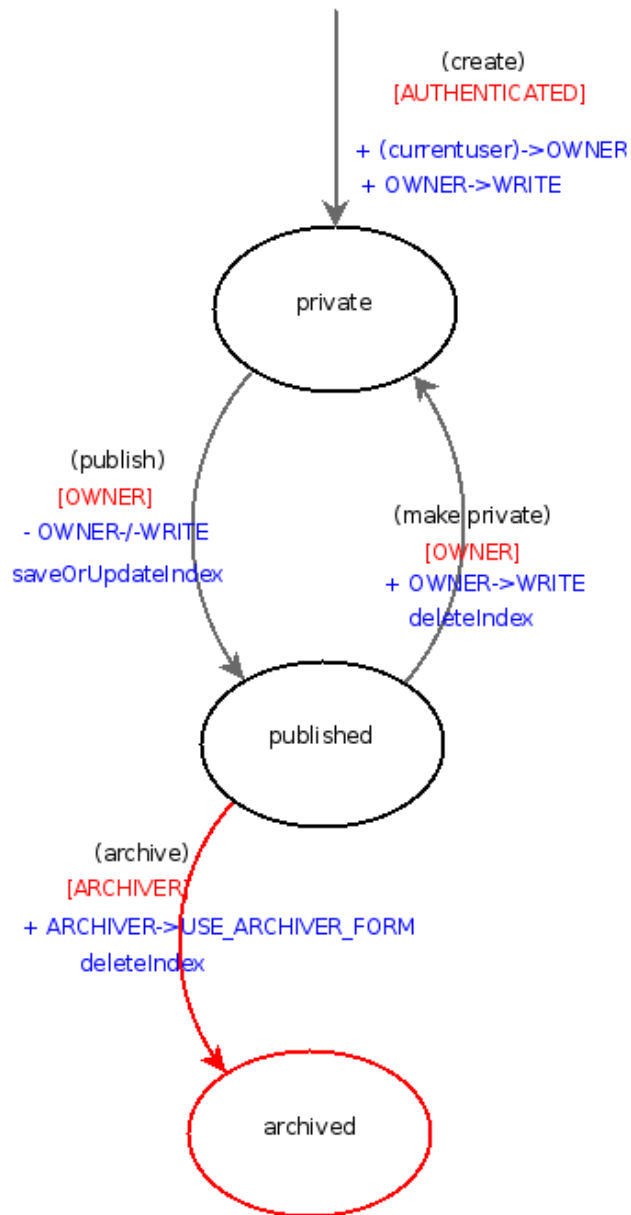 (create)
[AUTHENTICATED]
+ (currentuser)->OWNER
+ OWNER->WRITE
private
(publish)
[OWNER]
- OWNER-/-WRITE
saveOrUpdateIndex
(make private)
[OWNER]
+ OWNER->WRITE
deleteIndex
published
(archive)
[ARCHIVER]
+ ARCHIVER->USE_ARCHIVER_FORM
deleteIndex
archived